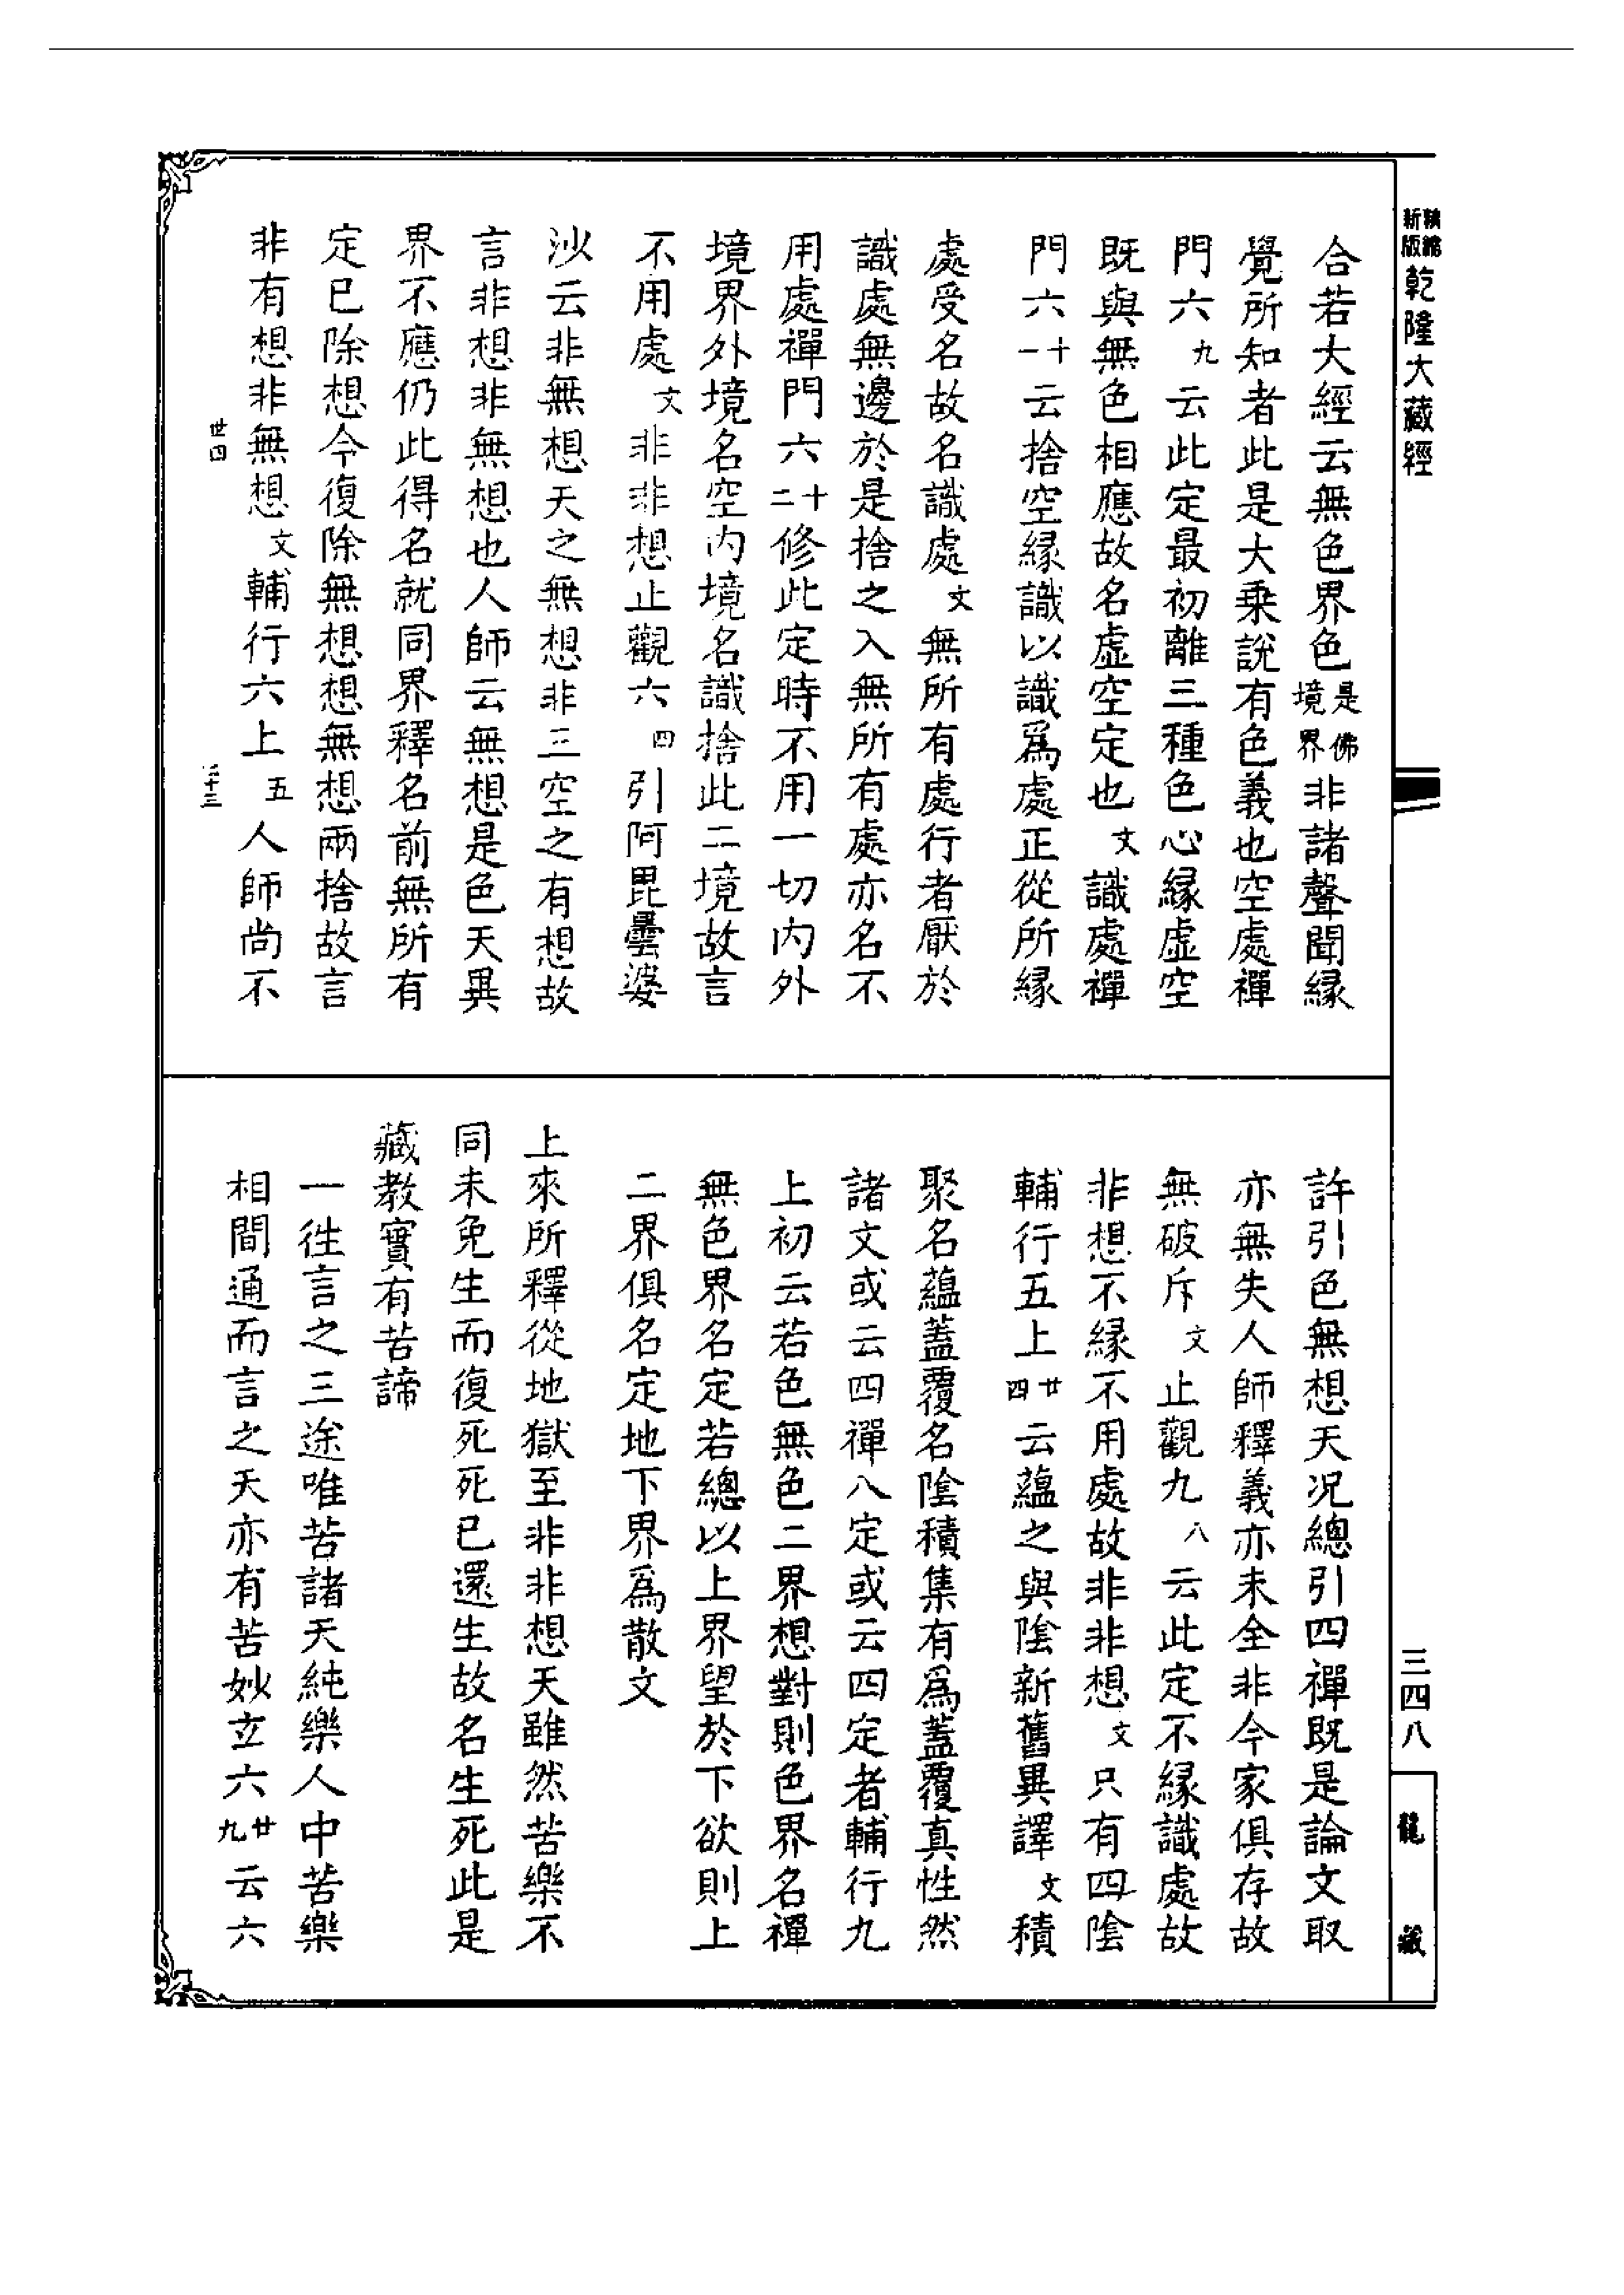 新版
精縮
乾隆大藏經
合若大經云無色界色是佛境界非諸聲聞縁
覺所知者此是大乗說有色義也空處禪
門六九云此定最初離三種色心縁虚空
既與無色相應故名虚空定也文識處禪
門六十一云捨空縁識以識爲處正從所縁
處受名故名識處文無所有處行者厭於
識處無邊於是捨之入無所有處亦名不
用處禪門六十二修此定時不用一切内外
境界外境名空内境名識捨此二境故言
不用處文非非想止觀六四引阿毘曇婆
沙云非無想天之無想非三空之有想故
言非想非無想也人師云無想是色天異
界不應仍此得名就同界釋名前無所有
定已除想今復除無想想無想兩捨故言
非有想非無想文輔行六上五人師尚不
世四
三十三
許引色無想天况總引四禪既是論文取
亦無失人師釋義亦未全非今家俱存故
無破斥文止觀九八云此定不縁識處故
非想不縁不用處故非非想文只有四陰
輔行五上廿四云蘊之與陰新舊異譯文積
聚名蘊蓋覆名陰積集有爲蓋覆真性然
諸文或云四禪八定或云四四定者輔行九
上初云若色無色二界想對則色界名禪
無色界名定若總以上界望於下欲則上
二界俱名定地下界爲散文
上來所釋從地獄至非非想天雖然苦樂不
同未免生而復死死已還生故名生死此是
藏教實有苦諦
一徃言之三途唯苦諸天純樂人中苦樂
相間通而言之天亦有苦妙玄六廿九云六
三四八
龍藏